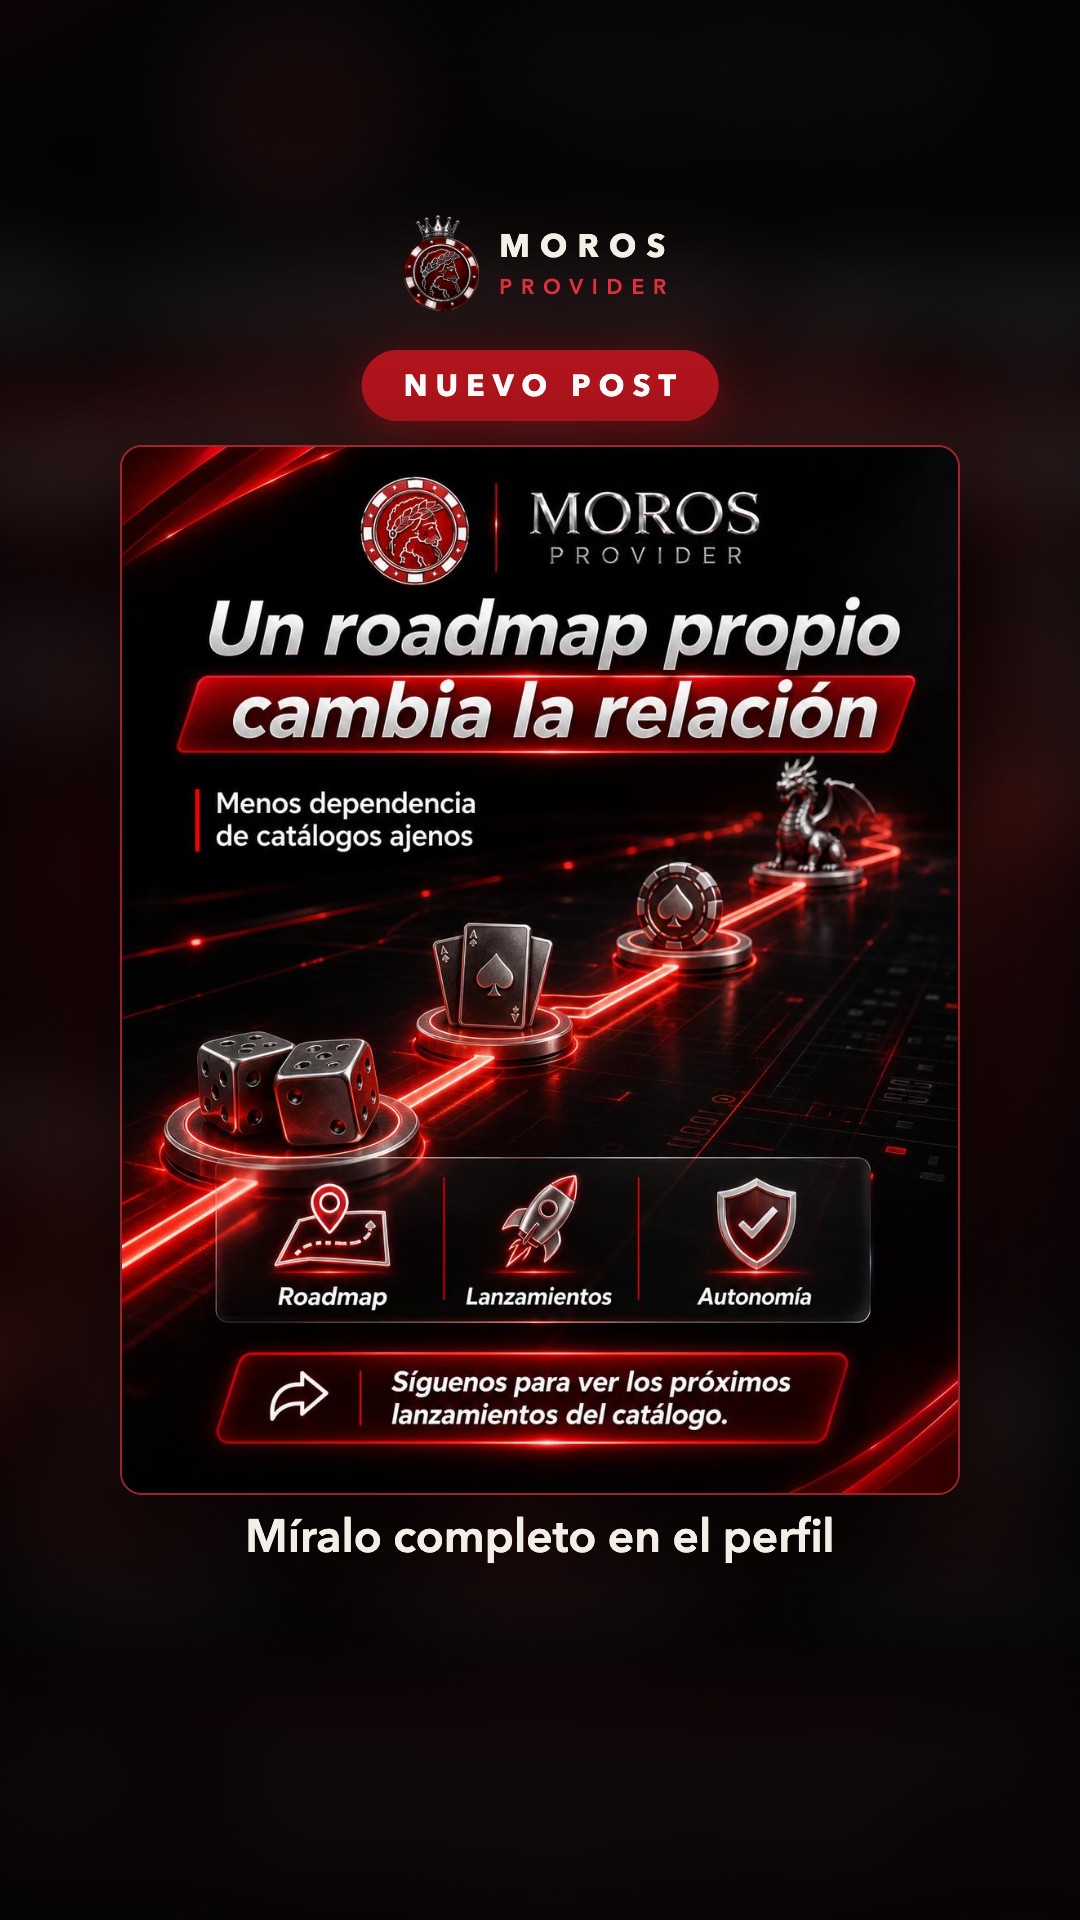 MOROS
PROVIDER
NUEVO POST
MOROS
PROVIDER
Un roadmap propio
cambia la relación
Menos dependencia
de catálogos ajenos
A
A
A
Roadmap
Lanzamientos
Autonomía
Síguenos para ver los próximos
lanzamientos del catálogo.
Míralo completo en el perfil